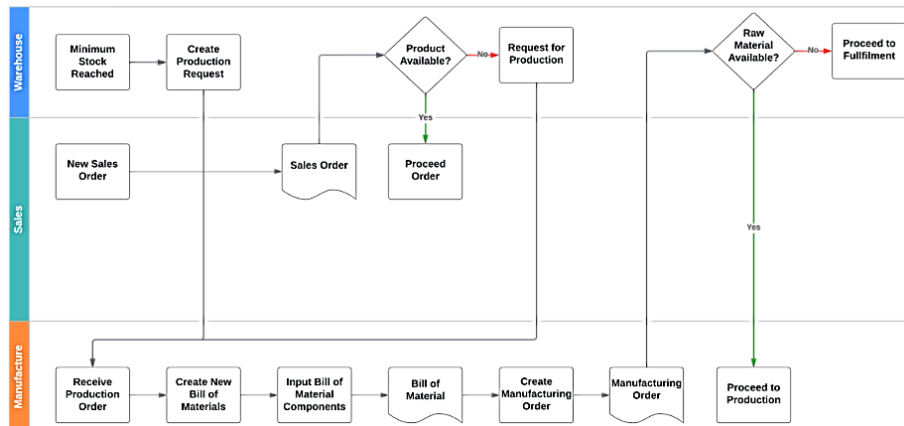 Warehouse
Minimum
Stock
Reached
Create
Production
Request
Product
Available?
No
Request for
Production
Raw
Material
Available?
No
Proceed to
Fullfilment
Yes
Sales
New Sales
Order
Sales Order
Proceed
Order
Yes
Manufacture
Receive
Production
Order
Create New
Bill of
Materials
Input Bill of
Material
Components
Bill of
Material
Create
Manufacturing
Order
Manufacturing
Order
Proceed to
Production